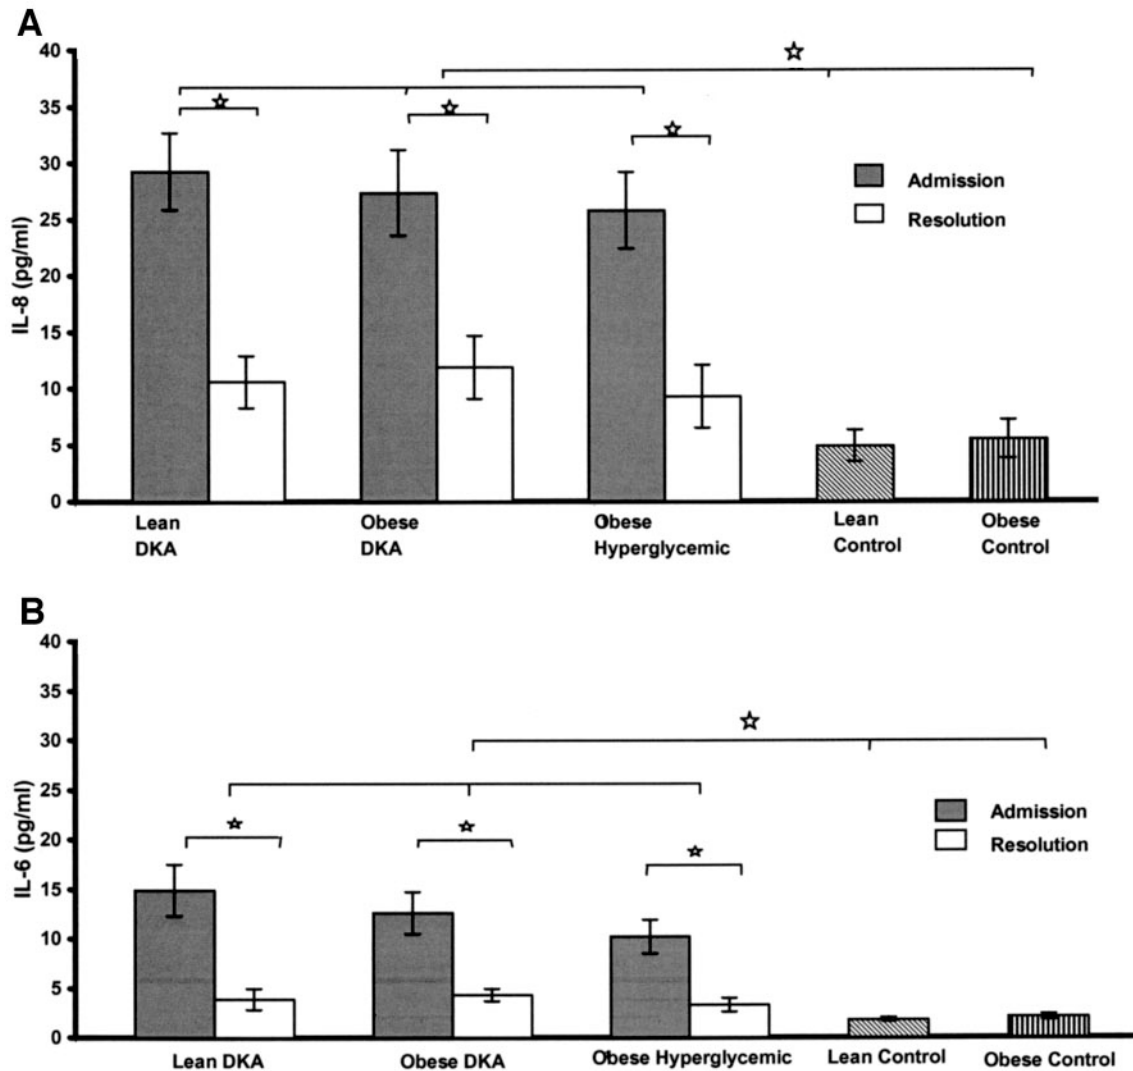 A
40
35
30
25
20
15
10
5
0
IL-8 (pg/ml)
Admission
Resolution
Lean
DKA
Obese
DKA
Obese
Hyperglycemic
Lean
Control
Obese
Control
B
40
35
30
25
20
15
10
5
0
IL-6 (pg/ml)
Admission
Resolution
Lean DKA
Obese DKA
Obese Hyperglycemic
Lean Control
Obese Control